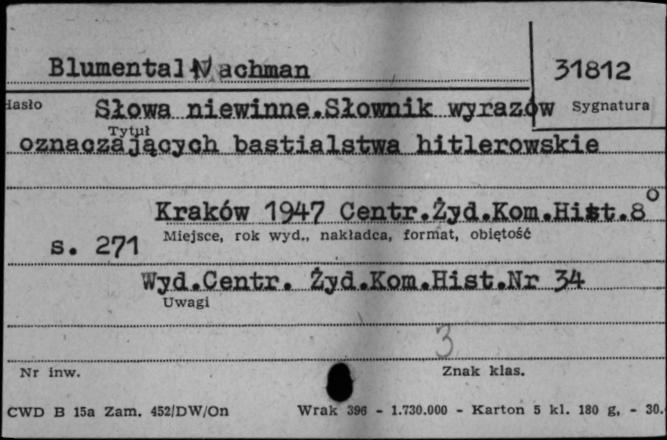 Blumental Nachman
31812
Hasło
Słowa niewinne.Słownik wyrazów
Sygnatura
Tytuł
oznaczających bastialstwa hitlerowskie
Kraków 1947 Centr.Żyd.Kom.Hist.8°
s. 271
Miejsce, rok wyd., nakładca, format, objętość
Wyd.Centr. Żyd.Kom.Hist.Nr 34
Uwagi
3
Nr inw.
Znak klas.
CWD B 15a Zam. 452/DW/On
Wrak 396 - 1.730.000 - Karton 5 kl. 180 g, - 30.